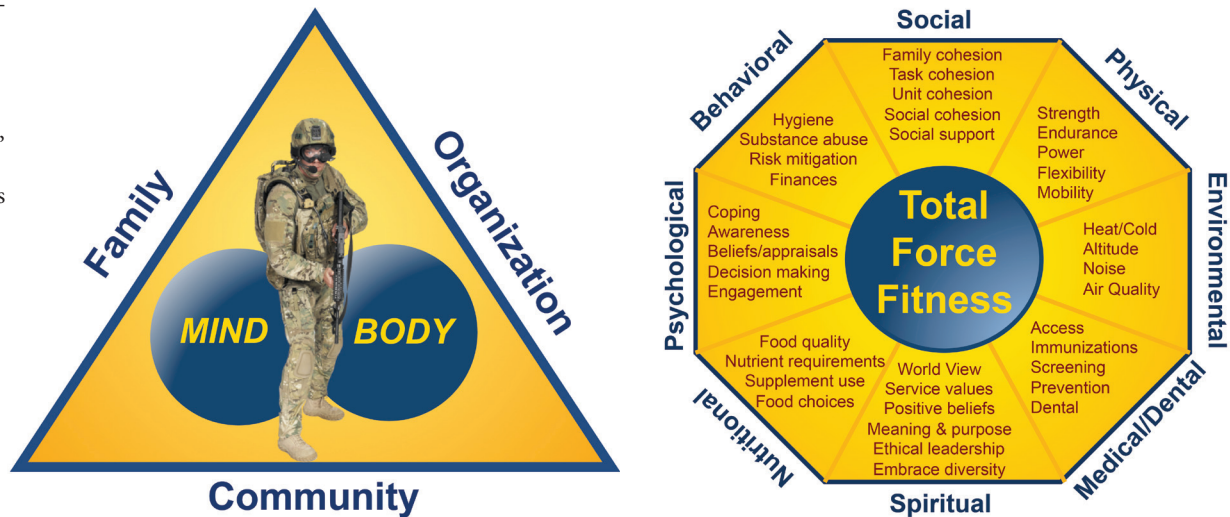 Family
Organization
MIND
BODY
Community
Social
Family cohesion
Task cohesion
Unit cohesion
Social cohesion
Social support
Physical
Strength
Endurance
Power
Flexibility
Mobility
Environmental
Heat/Cold
Altitude
Noise
Air Quality
Medical/Dental
Access
Immunizations
Screening
Prevention
Dental
Spiritual
World View
Service values
Positive beliefs
Meaning & purpose
Ethical leadership
Embrace diversity
Nutritional
Food quality
Nutrient requirements
Supplement use
Food choices
Psychological
Coping
Awareness
Beliefs/appraisals
Decision making
Engagement
Behavioral
Hygiene
Substance abuse
Risk mitigation
Finances
Total
Force
Fitness